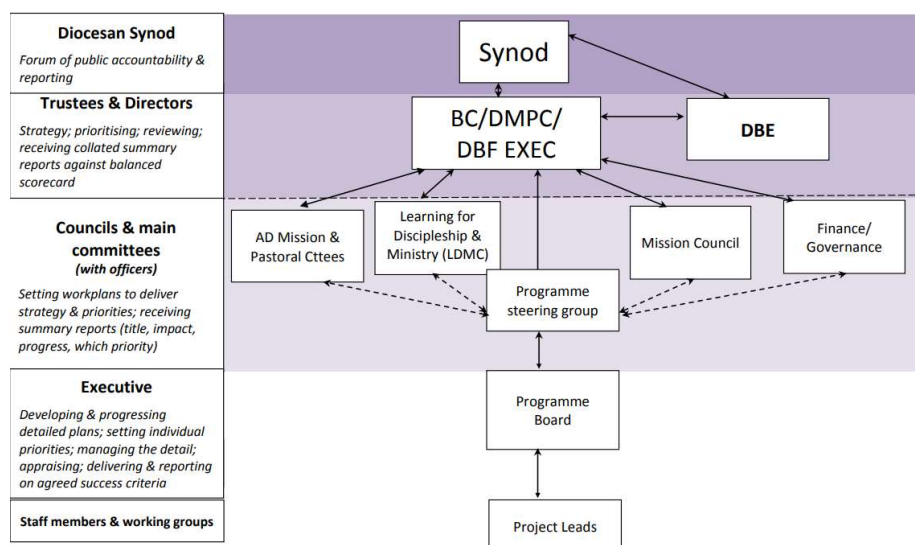 Diocesan Synod
Forum of public accountability &
reporting
Trustees & Directors
Strategy; prioritising; reviewing;
receiving collated summary
reports against balanced
scorecard
Councils & main
committees
(with officers)
Setting workplans to deliver
strategy & priorities; receiving
summary reports (title, impact,
progress, which priority)
Executive
Developing & progressing
detailed plans; setting individual
priorities; managing the detail;
appraising; delivering & reporting
on agreed success criteria
Staff members & working groups
Synod
BC/DMPC/
DBF EXEC
DBE
AD Mission &
Pastoral Cttees
Learning for
Discipleship &
Ministry (LDMC)
Mission Council
Finance/
Governance
Programme
steering group
Programme
Board
Project Leads